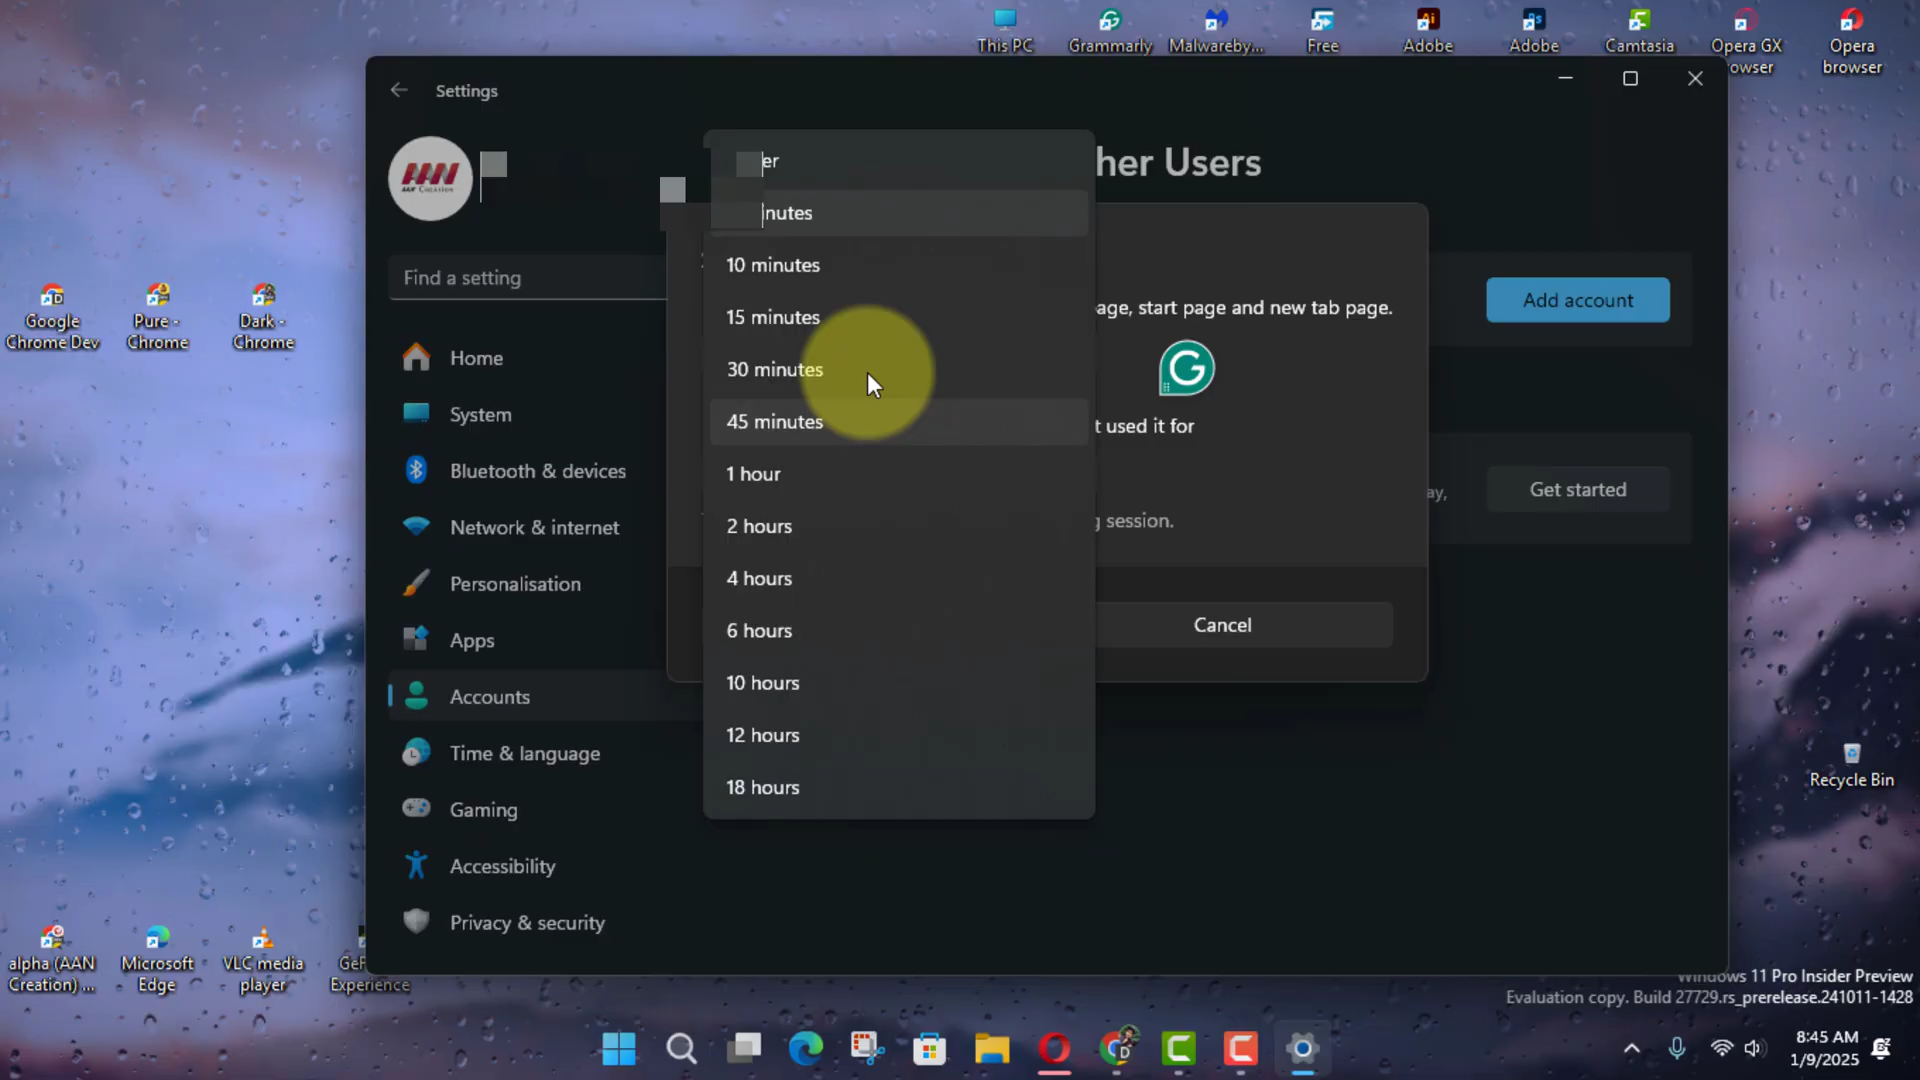 This PC
Grammarly
Malwareby...
Free
Adobe
Adobe
Camtasia
Opera GX
owser
Opera
browser
Settings
er
her Users
nutes
10 minutes
Find a setting
15 minutes
age, start page and new tab page.
Add account
Google
Chrome Dev
Pure -
Chrome
Dark -
Chrome
Home
30 minutes
System
45 minutes
t used it for
Bluetooth & devices
1 hour
ay,
Get started
Network & internet
2 hours
g session.
Personalisation
4 hours
Apps
6 hours
Cancel
Accounts
10 hours
Time & language
12 hours
Gaming
18 hours
Recycle Bin
Accessibility
Privacy & security
alpha (AAN
Creation) ...
Microsoft
Edge
VLC media
player
GeF
Experience
Windows 11 Pro Insider Preview
Evaluation copy. Build 27729.rs_prerelease.241011-1428
8:45 AM
1/9/2025